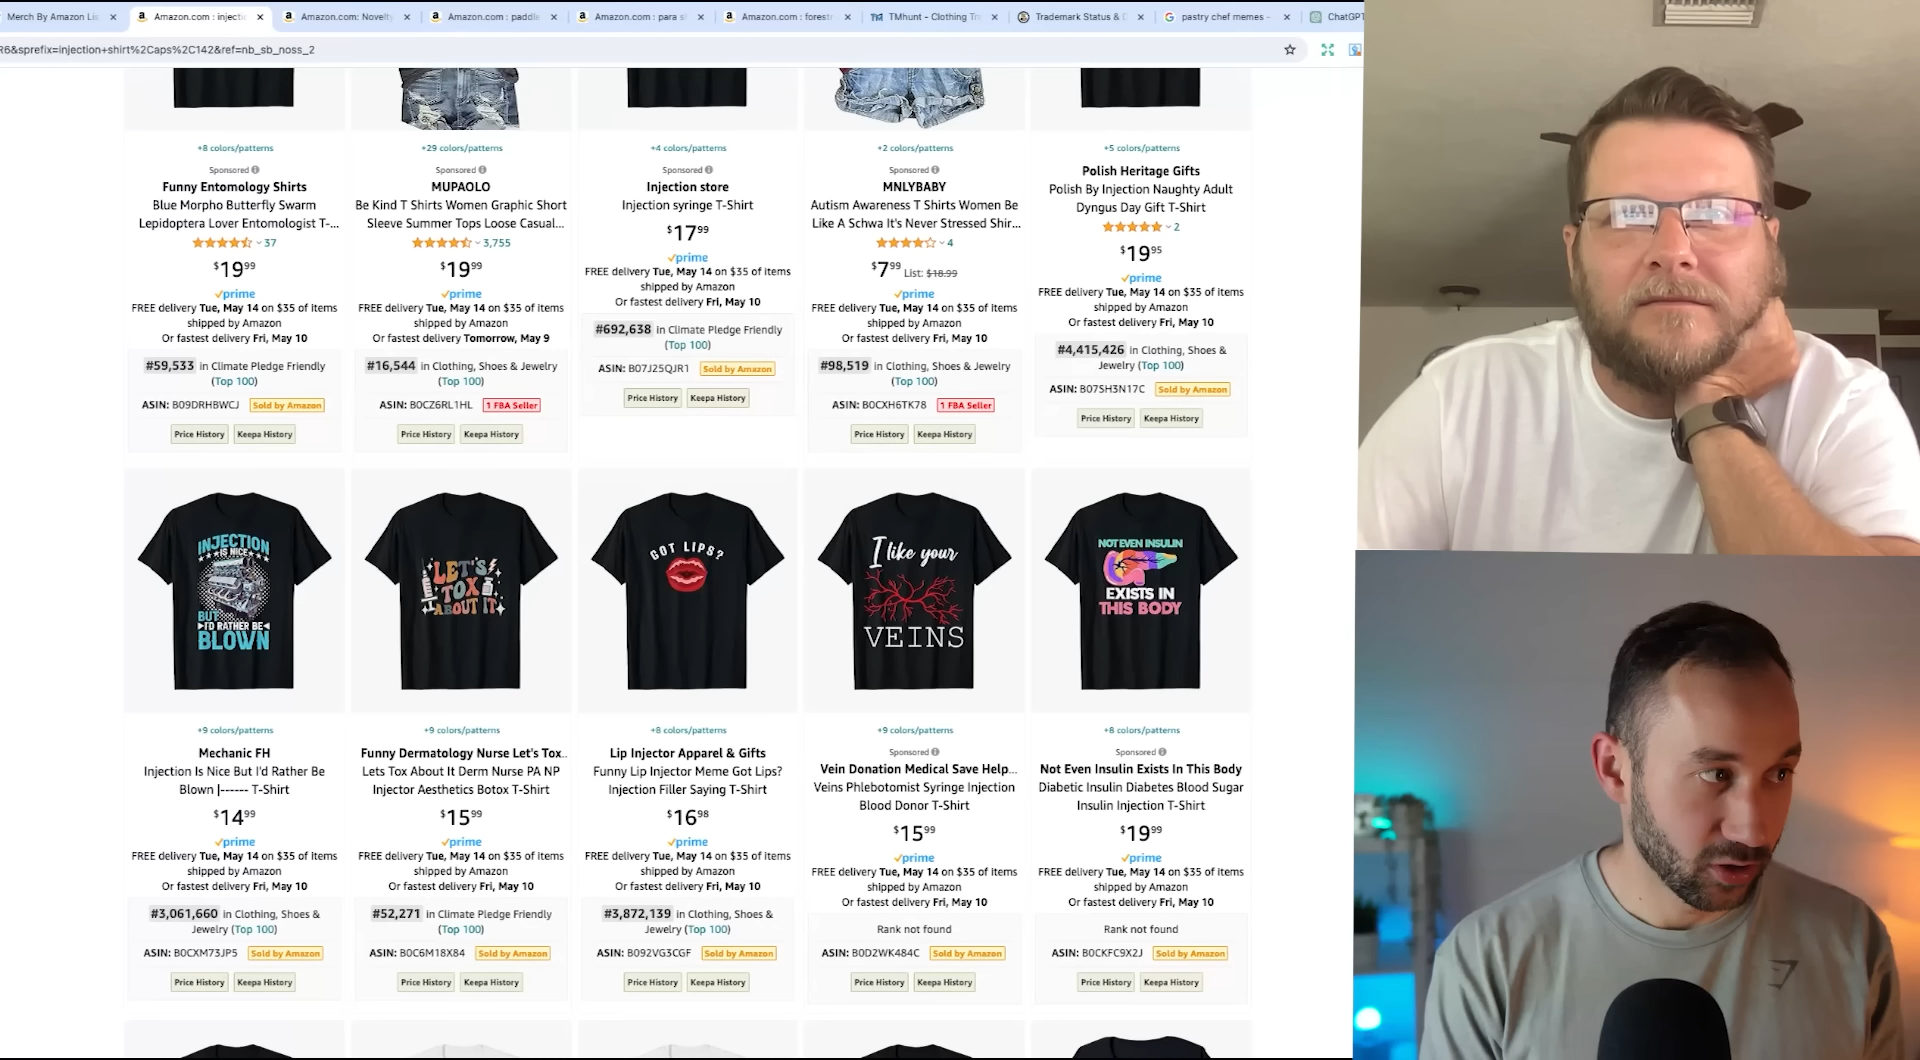 Merch By Amazon Lis
Amazon.com : injecti
Amazon.com: Novelty
Amazon.com : paddle
Amazon.com : para s
Amazon.com : forest
TMhunt - Clothing Tr
Trademark Status & D
pastry chef memes -
ChatGPT
R6&sprefix=injection+shirt%2Caps%2C142&ref=nb_sb_noss_2
+8 colors/patterns
Sponsored
Funny Entomology Shirts
Blue Morpho Butterfly Swarm
Lepidoptera Lover Entomologist T-...
37
$19.99
prime
FREE delivery Tue, May 14 on $35 of items
shipped by Amazon
Or fastest delivery Fri, May 10
#59,533 in Climate Pledge Friendly
(Top 100)
ASIN: B09DRHBWCJ Sold by Amazon
Price History Keepa History
+29 colors/patterns
Sponsored
MUPAOLO
Be Kind T Shirts Women Graphic Short
Sleeve Summer Tops Loose Casual...
3,755
$19.99
prime
FREE delivery Tue, May 14 on $35 of items
shipped by Amazon
Or fastest delivery Tomorrow, May 9
#16,544 in Clothing, Shoes & Jewelry
(Top 100)
ASIN: B0CZ6RL1HL 1 FBA Seller
Price History Keepa History
+4 colors/patterns
Sponsored
Injection store
Injection syringe T-Shirt
$17.99
prime
FREE delivery Tue, May 14 on $35 of items
shipped by Amazon
Or fastest delivery Fri, May 10
#692,638 in Climate Pledge Friendly
(Top 100)
ASIN: B07J25QJR1 Sold by Amazon
Price History Keepa History
+2 colors/patterns
Sponsored
MNLYBABY
Autism Awareness T Shirts Women Be
Like A Schwa It's Never Stressed Shir...
4
$7.99 List: $18.99
prime
FREE delivery Tue, May 14 on $35 of items
shipped by Amazon
Or fastest delivery Fri, May 10
#98,519 in Clothing, Shoes & Jewelry
(Top 100)
ASIN: B0CXH6TK78 1 FBA Seller
Price History Keepa History
+5 colors/patterns
Polish Heritage Gifts
Polish By Injection Naughty Adult
Dyngus Day Gift T-Shirt
2
$19.95
prime
FREE delivery Tue, May 14 on $35 of items
shipped by Amazon
Or fastest delivery Fri, May 10
#4,415,426 in Clothing, Shoes &
Jewelry (Top 100)
ASIN: B07SH3N17C Sold by Amazon
Price History Keepa History
INJECTION
IS NICE
BUT
I'D RATHER BE
BLOWN
+9 colors/patterns
Mechanic FH
Injection Is Nice But I'd Rather Be
Blown |------ T-Shirt
$14.99
prime
FREE delivery Tue, May 14 on $35 of items
shipped by Amazon
Or fastest delivery Fri, May 10
#3,061,660 in Clothing, Shoes &
Jewelry (Top 100)
ASIN: B0CXM73JP5 Sold by Amazon
Price History Keepa History
LET'S
TOX
ABOUT IT
+9 colors/patterns
Funny Dermatology Nurse Let's Tox..
Lets Tox About It Derm Nurse PA NP
Injector Aesthetics Botox T-Shirt
$15.99
prime
FREE delivery Tue, May 14 on $35 of items
shipped by Amazon
Or fastest delivery Fri, May 10
#52,271 in Climate Pledge Friendly
(Top 100)
ASIN: B0C6M18X84 Sold by Amazon
Price History Keepa History
GOT LIPS?
+8 colors/patterns
Lip Injector Apparel & Gifts
Funny Lip Injector Meme Got Lips?
Injection Filler Saying T-Shirt
$16.98
prime
FREE delivery Tue, May 14 on $35 of items
shipped by Amazon
Or fastest delivery Fri, May 10
#3,872,139 in Clothing, Shoes &
Jewelry (Top 100)
ASIN: B092VG3CGF Sold by Amazon
Price History Keepa History
I like your
VEINS
+9 colors/patterns
Sponsored
Vein Donation Medical Save Help...
Veins Phlebotomist Syringe Injection
Blood Donor T-Shirt
$15.99
prime
FREE delivery Tue, May 14 on $35 of items
shipped by Amazon
Or fastest delivery Fri, May 10
Rank not found
ASIN: B0D2WK484C Sold by Amazon
Price History Keepa History
NOT EVEN INSULIN
EXISTS IN
THIS BODY
+8 colors/patterns
Sponsored
Not Even Insulin Exists In This Body
Diabetic Insulin Diabetes Blood Sugar
Insulin Injection T-Shirt
$19.99
prime
FREE delivery Tue, May 14 on $35 of items
shipped by Amazon
Or fastest delivery Fri, May 10
Rank not found
ASIN: B0CKFC9X2J Sold by Amazon
Price History Keepa History